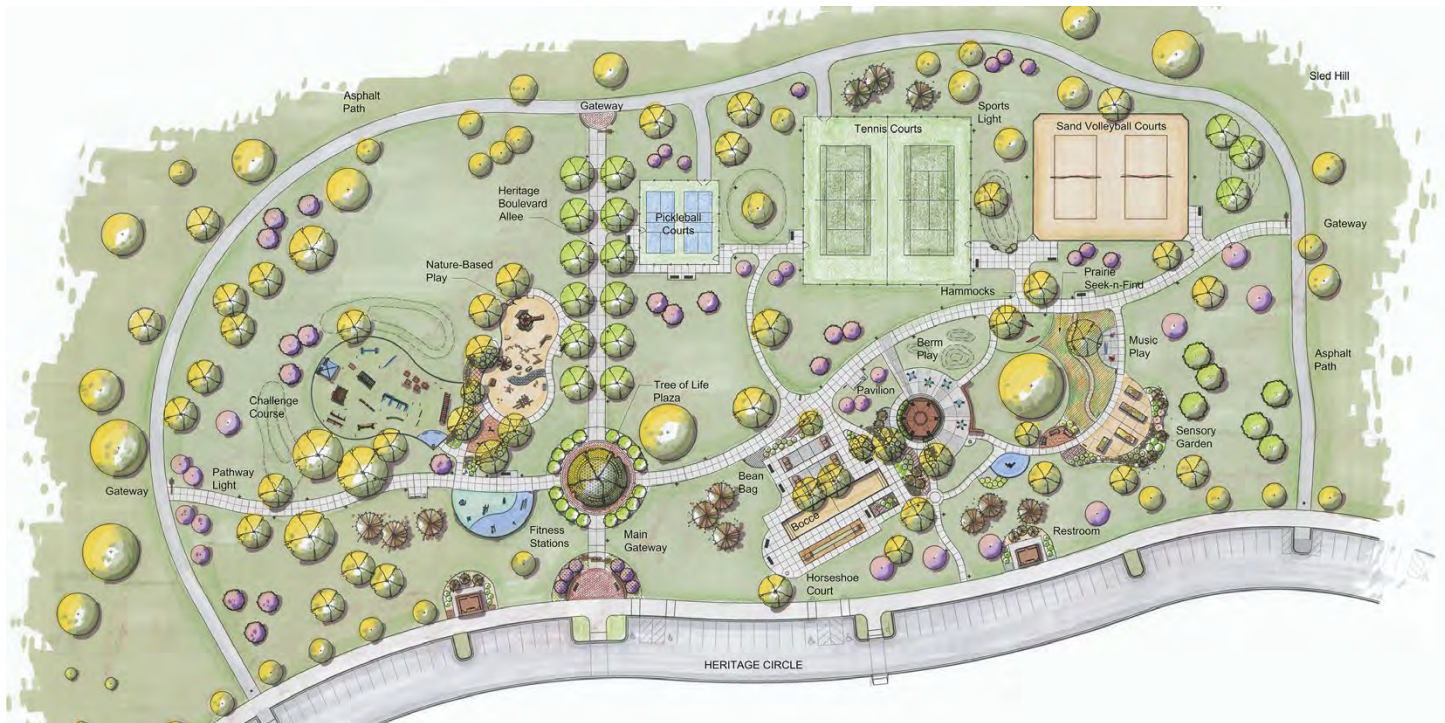 Sled Hill
Asphalt
Path
Gateway
Sports
Light
Tennis Courts
Sand Volleyball Courts
Heritage
Boulevard
Allee
Pickleball
Courts
Gateway
Nature-Based
Play
Prairie
Seek-n-Find
Hammocks
Berm
Play
Music
Play
Asphalt
Path
Challenge
Course
Tree of Life
Plaza
Pavilion
Sensory
Garden
Pathway
Light
Gateway
Bean
Bag
Bocce
Fitness
Stations
Main
Gateway
Restroom
Horseshoe
Court
HERITAGE CIRCLE